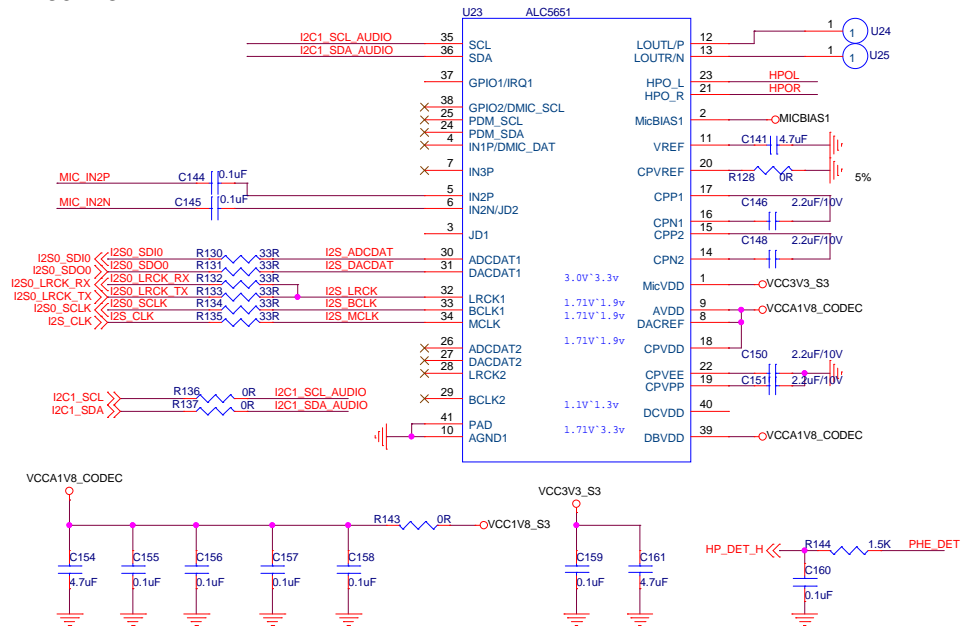 U23 ALC5651
I2C1_SCL_AUDIO 35 SCL LOUTL/P 12 1 1 U24
I2C1_SDA_AUDIO 36 SDA LOUTR/N 13 1 1 U25
37 GPIO1/IRQ1 HPO_L 23 HPOL
HPO_R 21 HPOR
38 GPIO2/DMIC_SCL
25 PDM_SCL MicBIAS1 2 MICBIAS1
24 PDM_SDA
4 IN1P/DMIC_DAT VREF 11 C141 4.7uF
7 IN3P CPVREF 20 R128 0R 5%
MIC_IN2P C144 0.1uF 5 IN2P CPP1 17
MIC_IN2N C145 0.1uF 6 IN2N/JD2 CPN1 16 C146 2.2uF/10V
3 JD1 CPP2 15
I2S0_SDI0 I2S0_SDI0 R130 33R I2S_ADCDAT 30 ADCDAT1 CPN2 14 C148 2.2uF/10V
I2S0_SDO0 I2S0_SDO0 R131 33R I2S_DACDAT 31 DACDAT1
I2S0_LRCK_RX I2S0_LRCK_RX R132 33R 3.0V~3.3v MicVDD 1 VCC3V3_S3
I2S0_LRCK_TX I2S0_LRCK_TX R133 33R I2S_LRCK 32 LRCK1
I2S0_SCLK I2S0_SCLK R134 33R I2S_BCLK 33 BCLK1 1.71V~1.9v AVDD 9 VCCA1V8_CODEC
I2S_CLK I2S_CLK R135 33R I2S_MCLK 34 MCLK 1.71V~1.9v DACREF 8
26 ADCDAT2 1.71V~1.9v CPVDD 18
27 DACDAT2
28 LRCK2 CPVEE 22 C150 2.2uF/10V
CPVPP 19 C151 2.2uF/10V
I2C1_SCL R136 0R I2C1_SCL_AUDIO 29 BCLK2
I2C1_SDA R137 0R I2C1_SDA_AUDIO 1.1V~1.3v DCVDD 40
41 PAD
10 AGND1 1.71V~3.3v DBVDD 39 VCCA1V8_CODEC
VCCA1V8_CODEC VCC3V3_S3
R143 0R VCC1V8_S3
HP_DET_H R144 1.5K PHE_DET
C154 C155 C156 C157 C158 C159 C161 C160
4.7uF 0.1uF 0.1uF 0.1uF 0.1uF 0.1uF 4.7uF 0.1uF